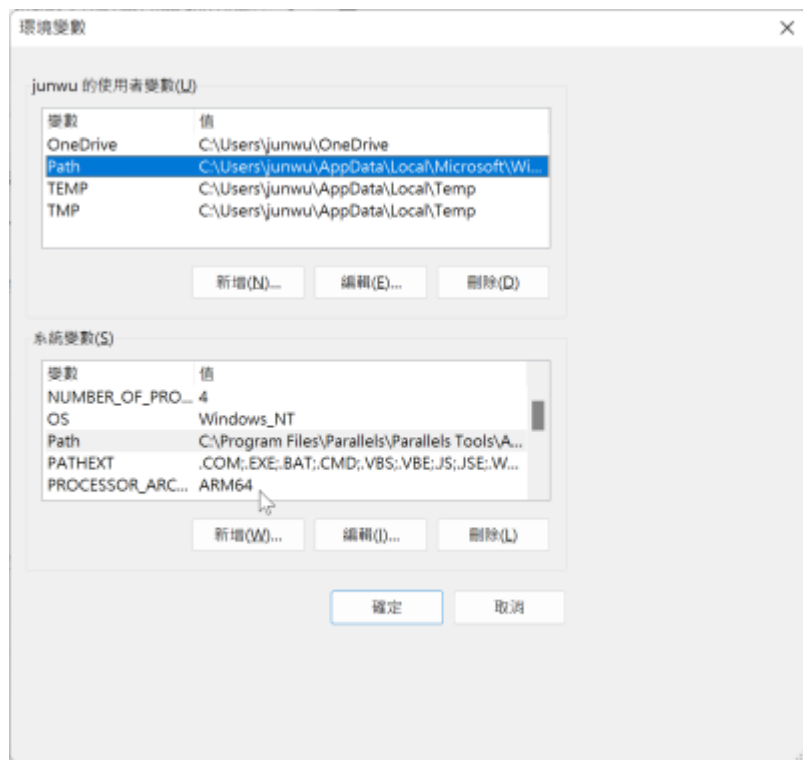 環境變數
junwu 的使用者變數(U)
變數 值
OneDrive C:\Users\junwu\OneDrive
Path C:\Users\junwu\AppData\Local\Microsoft\Wi...
TEMP C:\Users\junwu\AppData\Local\Temp
TMP C:\Users\junwu\AppData\Local\Temp
新增(N)... 編輯(E)... 刪除(D)
系統變數(S)
變數 值
NUMBER_OF_PRO... 4
OS Windows_NT
Path C:\Program Files\Parallels\Parallels Tools\A...
PATHEXT .COM;.EXE;.BAT;.CMD;.VBS;.VBE;.JS;.JSE;.W...
PROCESSOR_ARC... ARM64
新增(W)... 編輯(I)... 刪除(L)
確定 取消